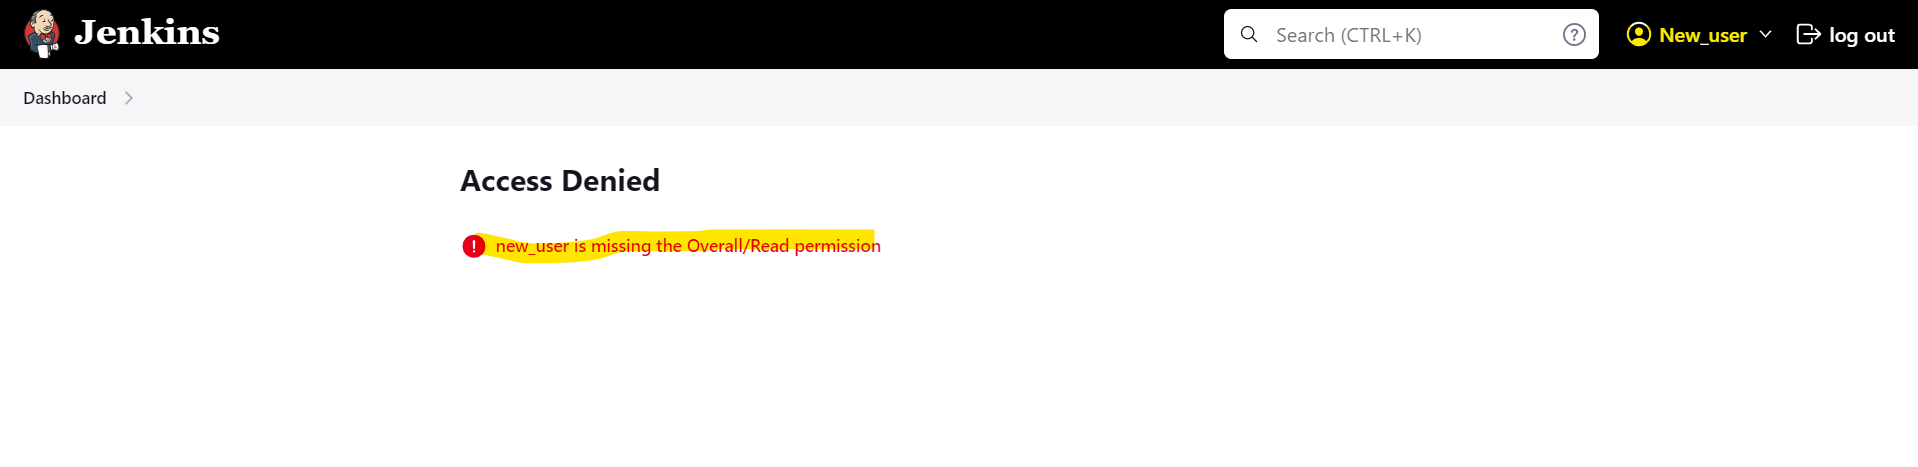 Jenkins
Search (CTRL+K)
?
New_user
log out
Dashboard
Access Denied
! new_user is missing the Overall/Read permission